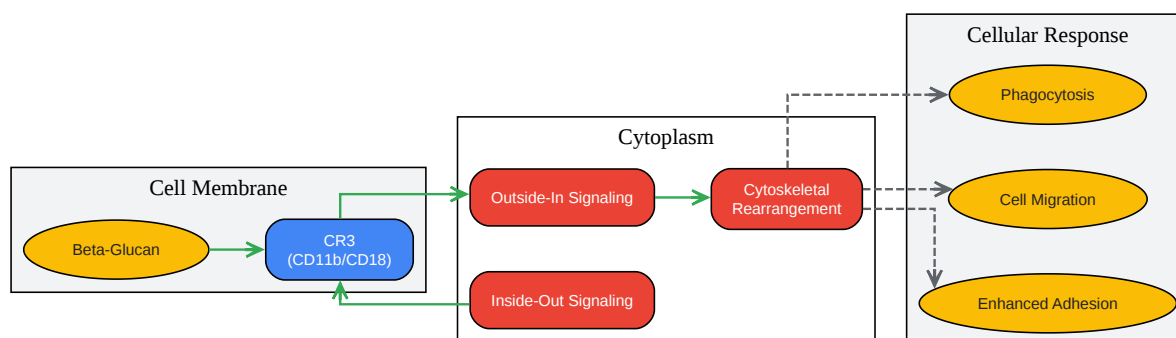 Cell Membrane
Beta-Glucan
CR3
(CD11b/CD18)
Cytoplasm
Outside-In Signaling
Cytoskeletal
Rearrangement
Inside-Out Signaling
Cellular Response
Phagocytosis
Cell Migration
Enhanced Adhesion